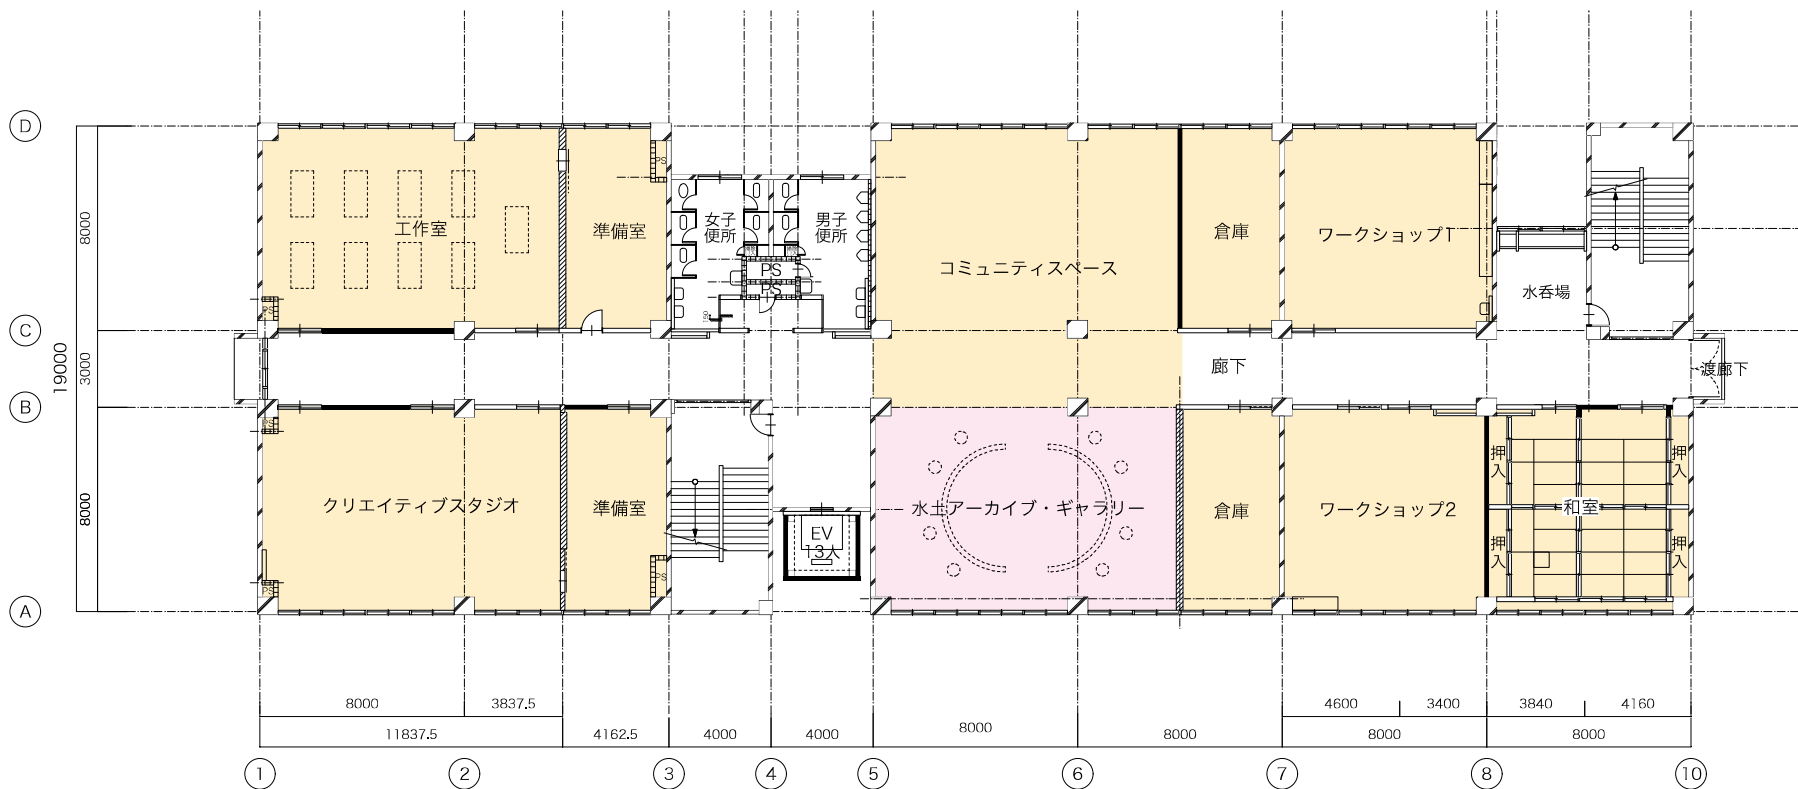 D
C
B
A
8000
3000
8000
19000
工作室
準備室
女子
便所
男子
便所
コミュニティスペース
倉庫
ワークショップ1
水呑場
PS
PS
PS
PS
150
廊下
渡廊下
クリエイティブスタジオ
準備室
EV
13人
水土アーカイブ・ギャラリー
倉庫
ワークショップ2
和室
押入
押入
押入
押入
PS
PS
PS
8000
3837.5
4600
3400
3840
4160
11837.5
4162.5
4000
4000
8000
8000
8000
8000
1
2
3
4
5
6
7
8
10